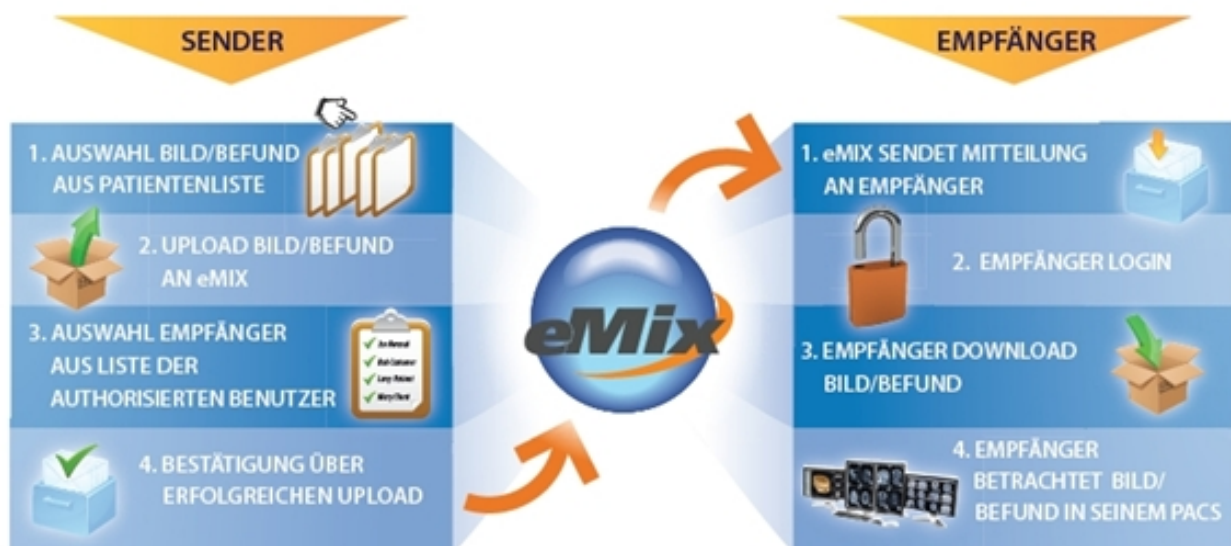 SENDER
1. AUSWAHL BILD/BEFUND
AUS PATIENTENLISTE
2. UPLOAD BILD/BEFUND
AN eMIX
3. AUSWAHL EMPFÄNGER
AUS LISTE DER
AUTHORISIERTEN BENUTZER
4. BESTÄTIGUNG ÜBER
ERFOLGREICHEN UPLOAD
eMix
EMPFÄNGER
1. eMIX SENDET MITTEILUNG
AN EMPFÄNGER
2. EMPFÄNGER LOGIN
3. EMPFÄNGER DOWNLOAD
BILD/BEFUND
4. EMPFÄNGER
BETRACHTET BILD/
BEFUND IN SEINEM PACS